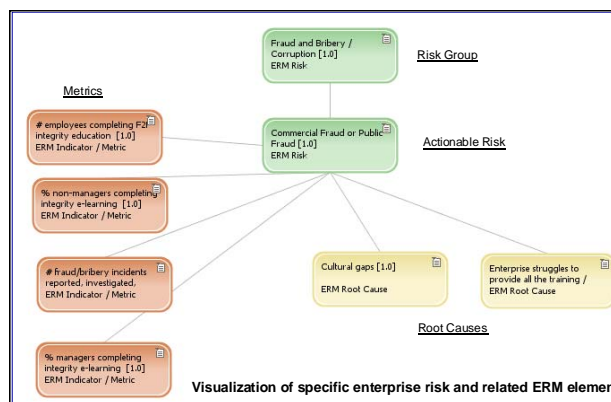 Fraud and Bribery /
Corruption [1.0]
ERM Risk
Risk Group
Metrics
# employees completing F2
integrity education [1.0]
ERM Indicator / Metric
Commercial Fraud or Public
Fraud [1.0]
ERM Risk
Actionable Risk
% non-managers completing
integrity e-learning [1.0]
ERM Indicator / Metric
# fraud/bribery incidents
reported, investigated,
ERM Indicator / Metric
Cultural gaps [1.0]
ERM Root Cause
Enterprise struggles to
provide all the training /
ERM Root Cause
Root Causes
% managers completing
integrity e-learning [1.0]
ERM Indicator / Metric
Visualization of specific enterprise risk and related ERM elemen